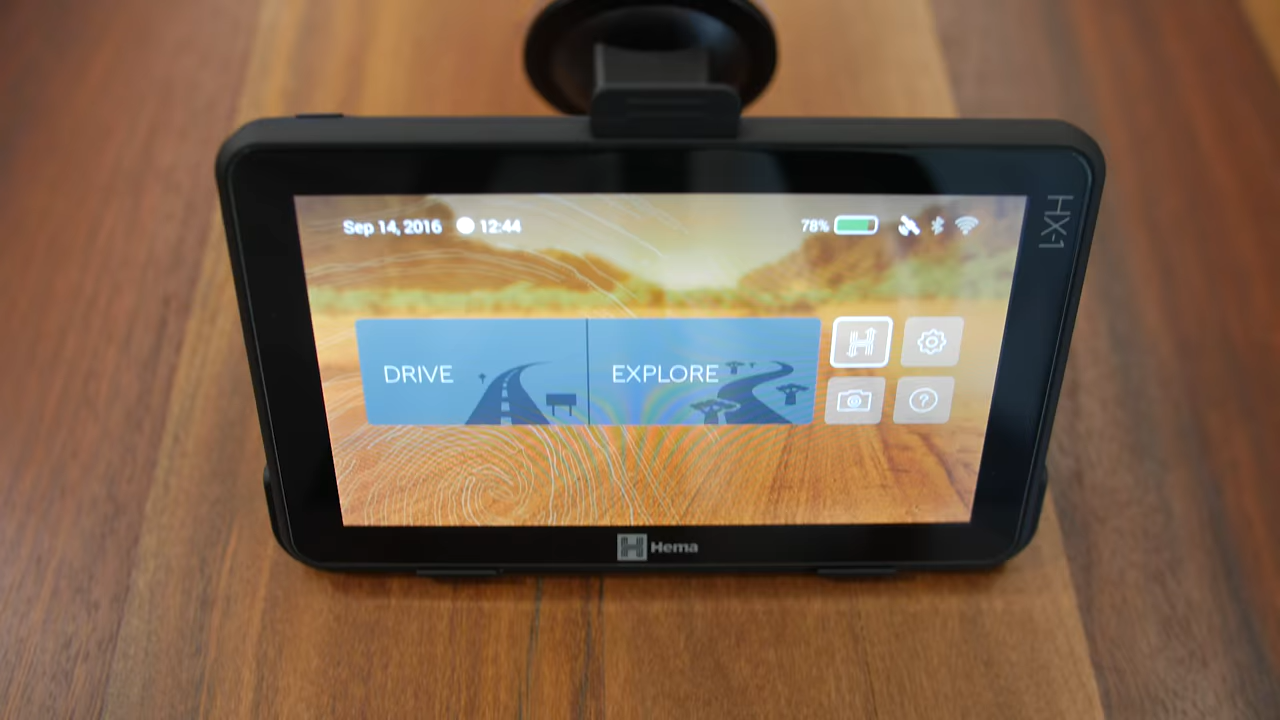 Sep 14, 2016 12:44 78%
HX-1
DRIVE EXPLORE
H
?
H Hema